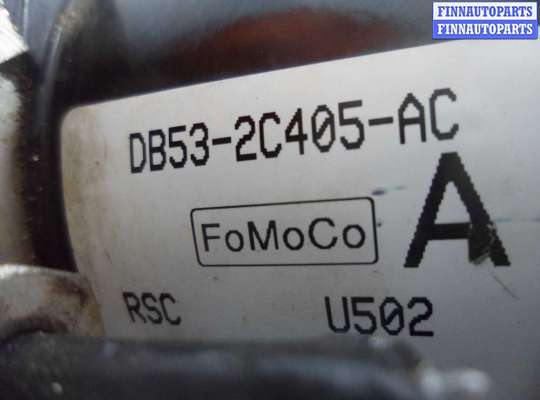 FINNAUTOPARTS
FINNAUTOPARTS
DB53-2C405-AC
FoMoCo A
RSC U502